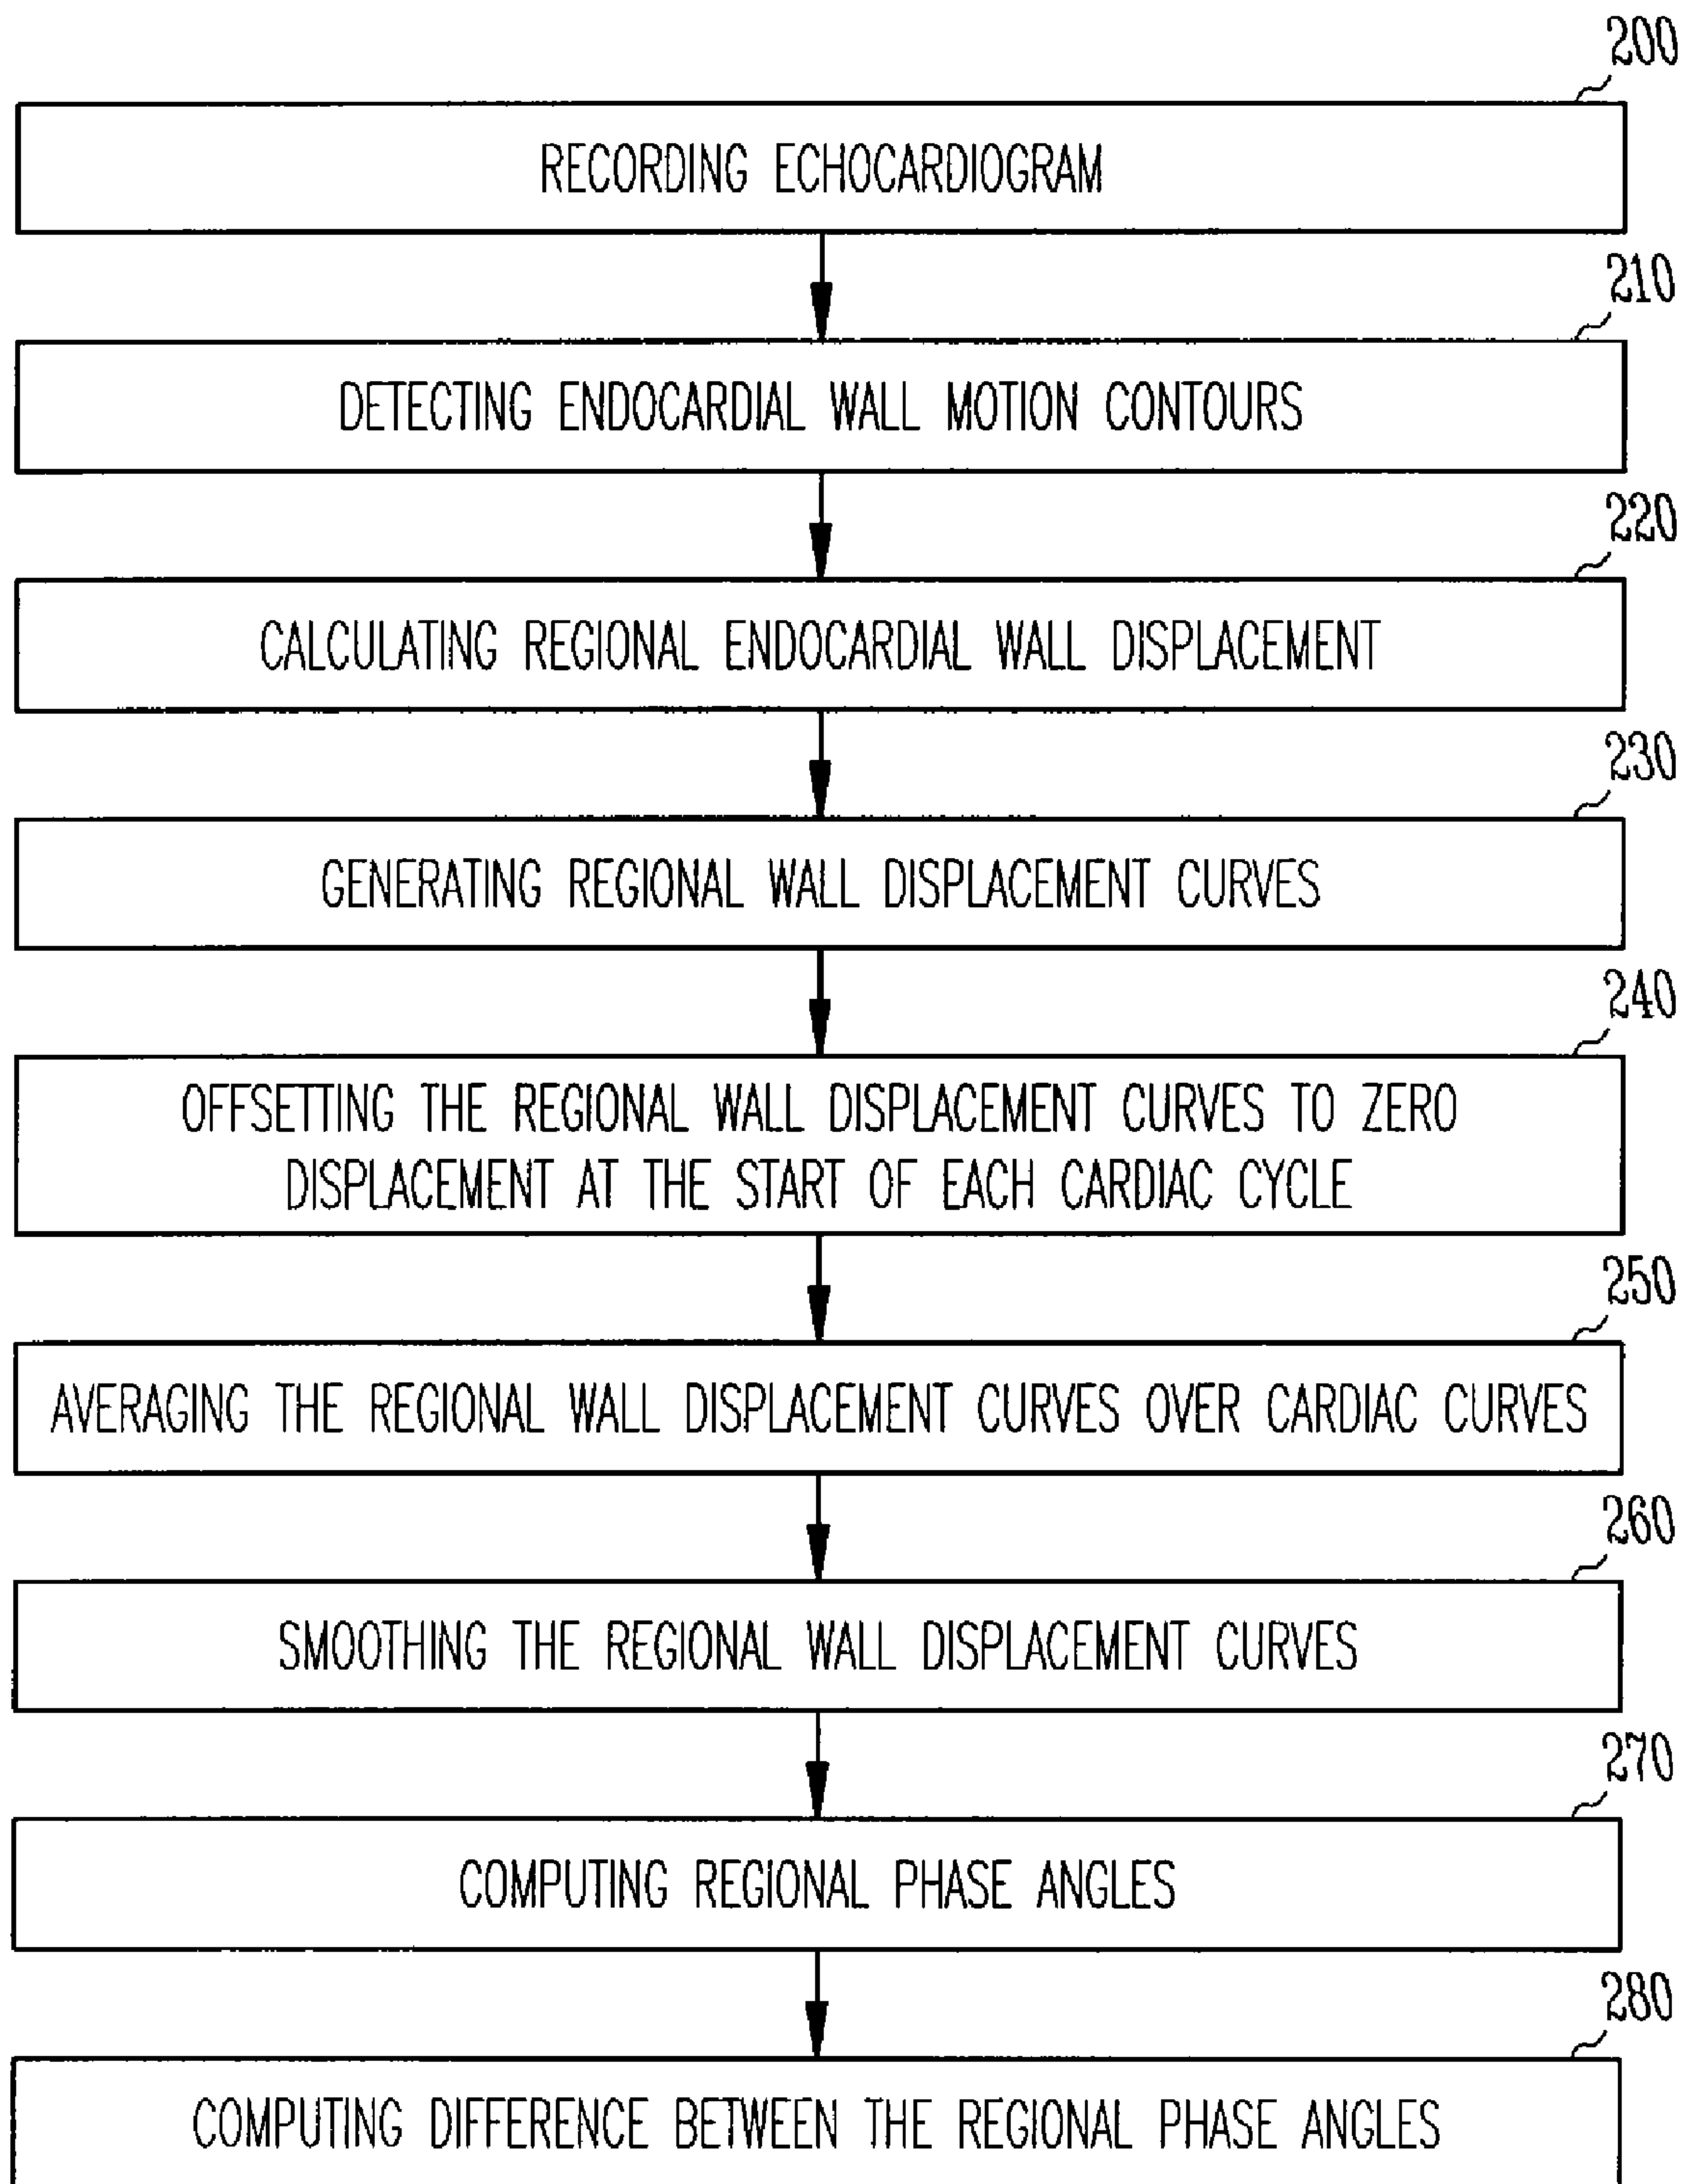 200
RECORDING ECHOCARDIOGRAM
210
DETECTING ENDOCARDIAL WALL MOTION CONTOURS
220
CALCULATING REGIONAL ENDOCARDIAL WALL DISPLACEMENT
230
GENERATING REGIONAL WALL DISPLACEMENT CURVES
240
OFFSETTING THE REGIONAL WALL DISPLACEMENT CURVES TO ZERO
DISPLACEMENT AT THE START OF EACH CARDIAC CYCLE
250
AVERAGING THE REGIONAL WALL DISPLACEMENT CURVES OVER CARDIAC CURVES
260
SMOOTHING THE REGIONAL WALL DISPLACEMENT CURVES
270
COMPUTING REGIONAL PHASE ANGLES
280
COMPUTING DIFFERENCE BETWEEN THE REGIONAL PHASE ANGLES